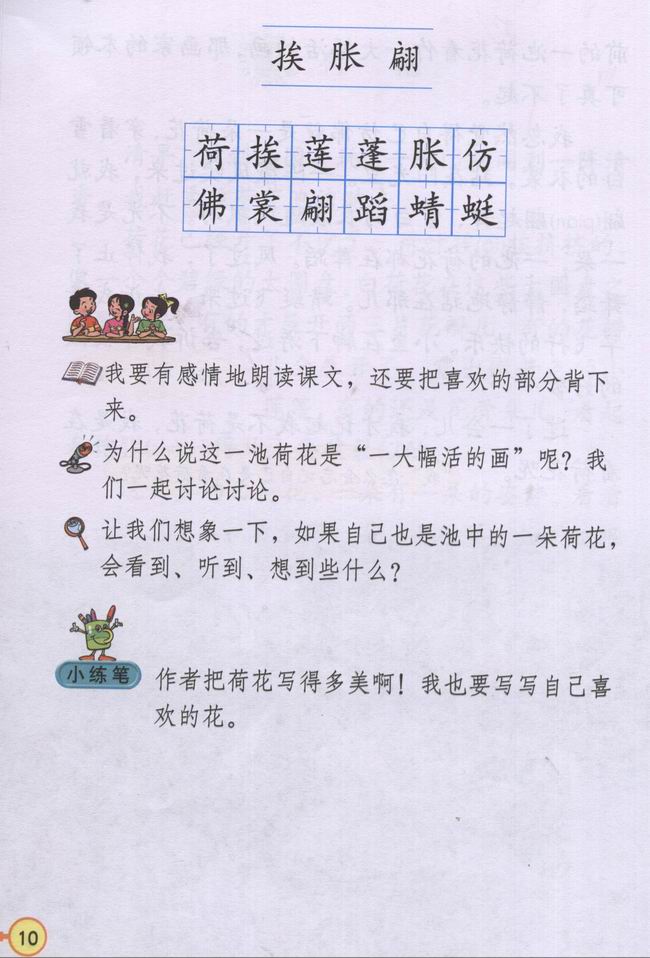 挨 胀 翩
荷 挨 莲 蓬 胀 仿
佛 裳 翩 蹈 蜻 蜓
我要有感情地朗读课文，还要把喜欢的部分背下
来。
为什么说这一池荷花是“一大幅活的画”呢？我
们一起讨论讨论。
让我们想象一下，如果自己也是池中的一朵荷花，
会看到、听到、想到些什么？
小练笔
作者把荷花写得多美啊！我也要写写自己喜
欢的花。
10